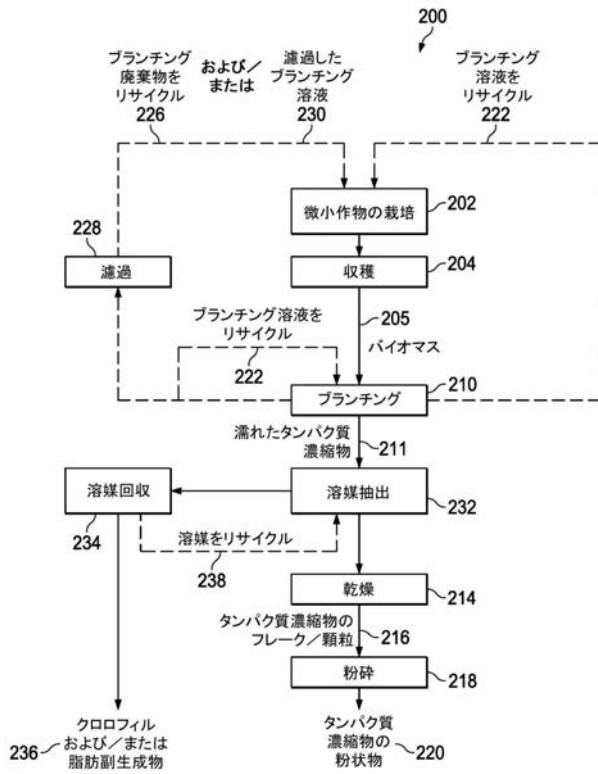 200
ブランチング
廃棄物を
リサイクル
226
および／
または
濾過した
ブランチング
溶液
230
ブランチング
溶液を
リサイクル
222
微小作物の栽培
202
228
濾過
収穫
204
205
バイオマス
ブランチング溶液を
リサイクル
222
ブランチング
210
濡れたタンパク質
濃縮物
211
溶媒回収
234
溶媒抽出
232
溶媒をリサイクル
238
乾燥
214
タンパク質濃縮物の
フレーク／顆粒
216
粉砕
218
クロロフィル
および／または
脂肪副生成物
236
タンパク質
濃縮物の
粉状物
220